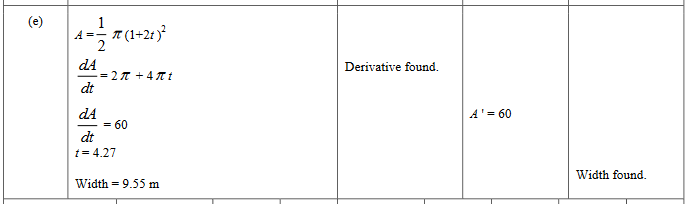 (e)
A = 1/2 π (1+2t)²
dA/dt = 2π + 4πt
Derivative found.
dA/dt = 60
A ' = 60
t = 4.27
Width = 9.55 m
Width found.